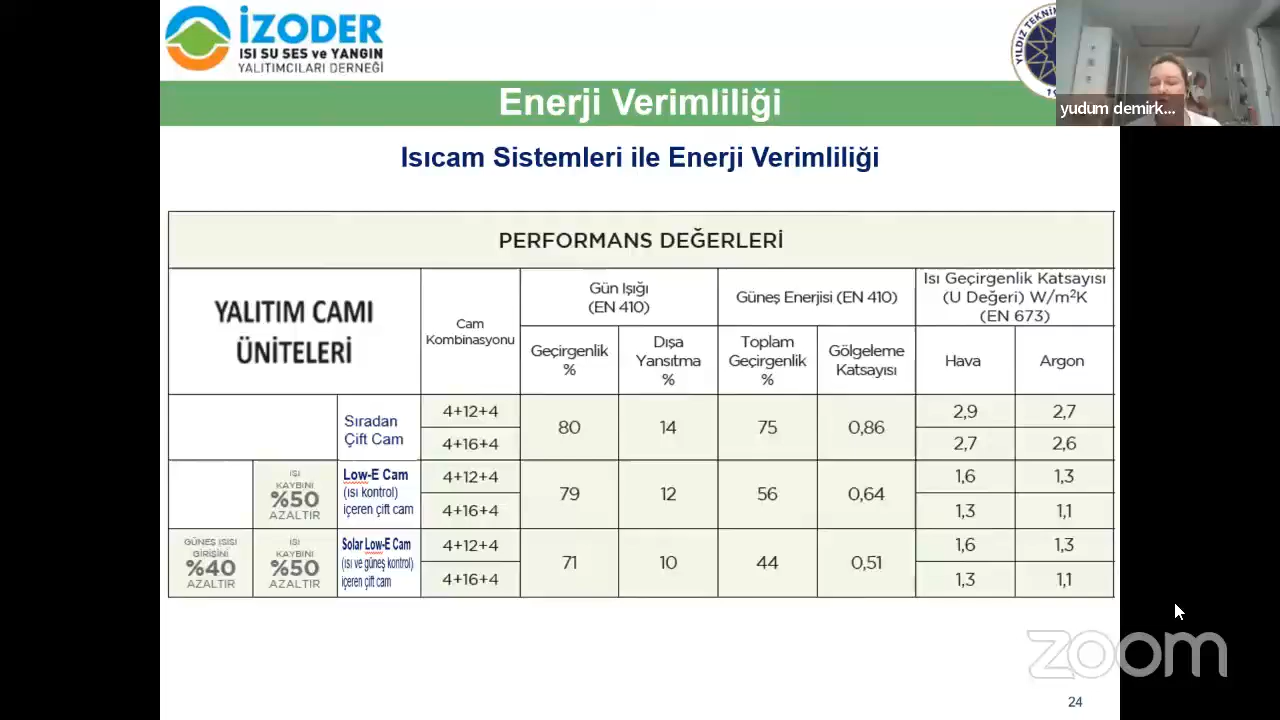 İZODER
ISI SU SES ve YANGIN
YALITIMCILARI DERNEĞİ
YILDIZ TEKNİK
yudum demirk...
Enerji Verimliliği
Isıcam Sistemleri ile Enerji Verimliliği
PERFORMANS DEĞERLERİ
YALITIM CAMI
ÜNİTELERİ
Cam
Kombinasyonu
Gün Işığı
(EN 410)
Güneş Enerjisi (EN 410)
Isı Geçirgenlik Katsayısı
(U Değeri) W/m²K
(EN 673)
Geçirgenlik
%
Dışa
Yansıtma
%
Toplam
Geçirgenlik
%
Gölgeleme
Katsayısı
Hava
Argon
Sıradan
Çift Cam
4+12+4
4+16+4
80
14
75
0,86
2,9
2,7
2,7
2,6
ISI
KAYBINI
%50
AZALTIR
Low-E Cam
(ısı kontrol)
içeren çift cam
4+12+4
4+16+4
79
12
56
0,64
1,6
1,3
1,3
1,1
GÜNEŞ ISISI
GİRİŞİNİ
%40
AZALTIR
ISI
KAYBINI
%50
AZALTIR
Solar Low-E Cam
(ısı ve güneş kontrol)
içeren çift cam
4+12+4
4+16+4
71
10
44
0,51
1,6
1,3
1,3
1,1
zoom
24